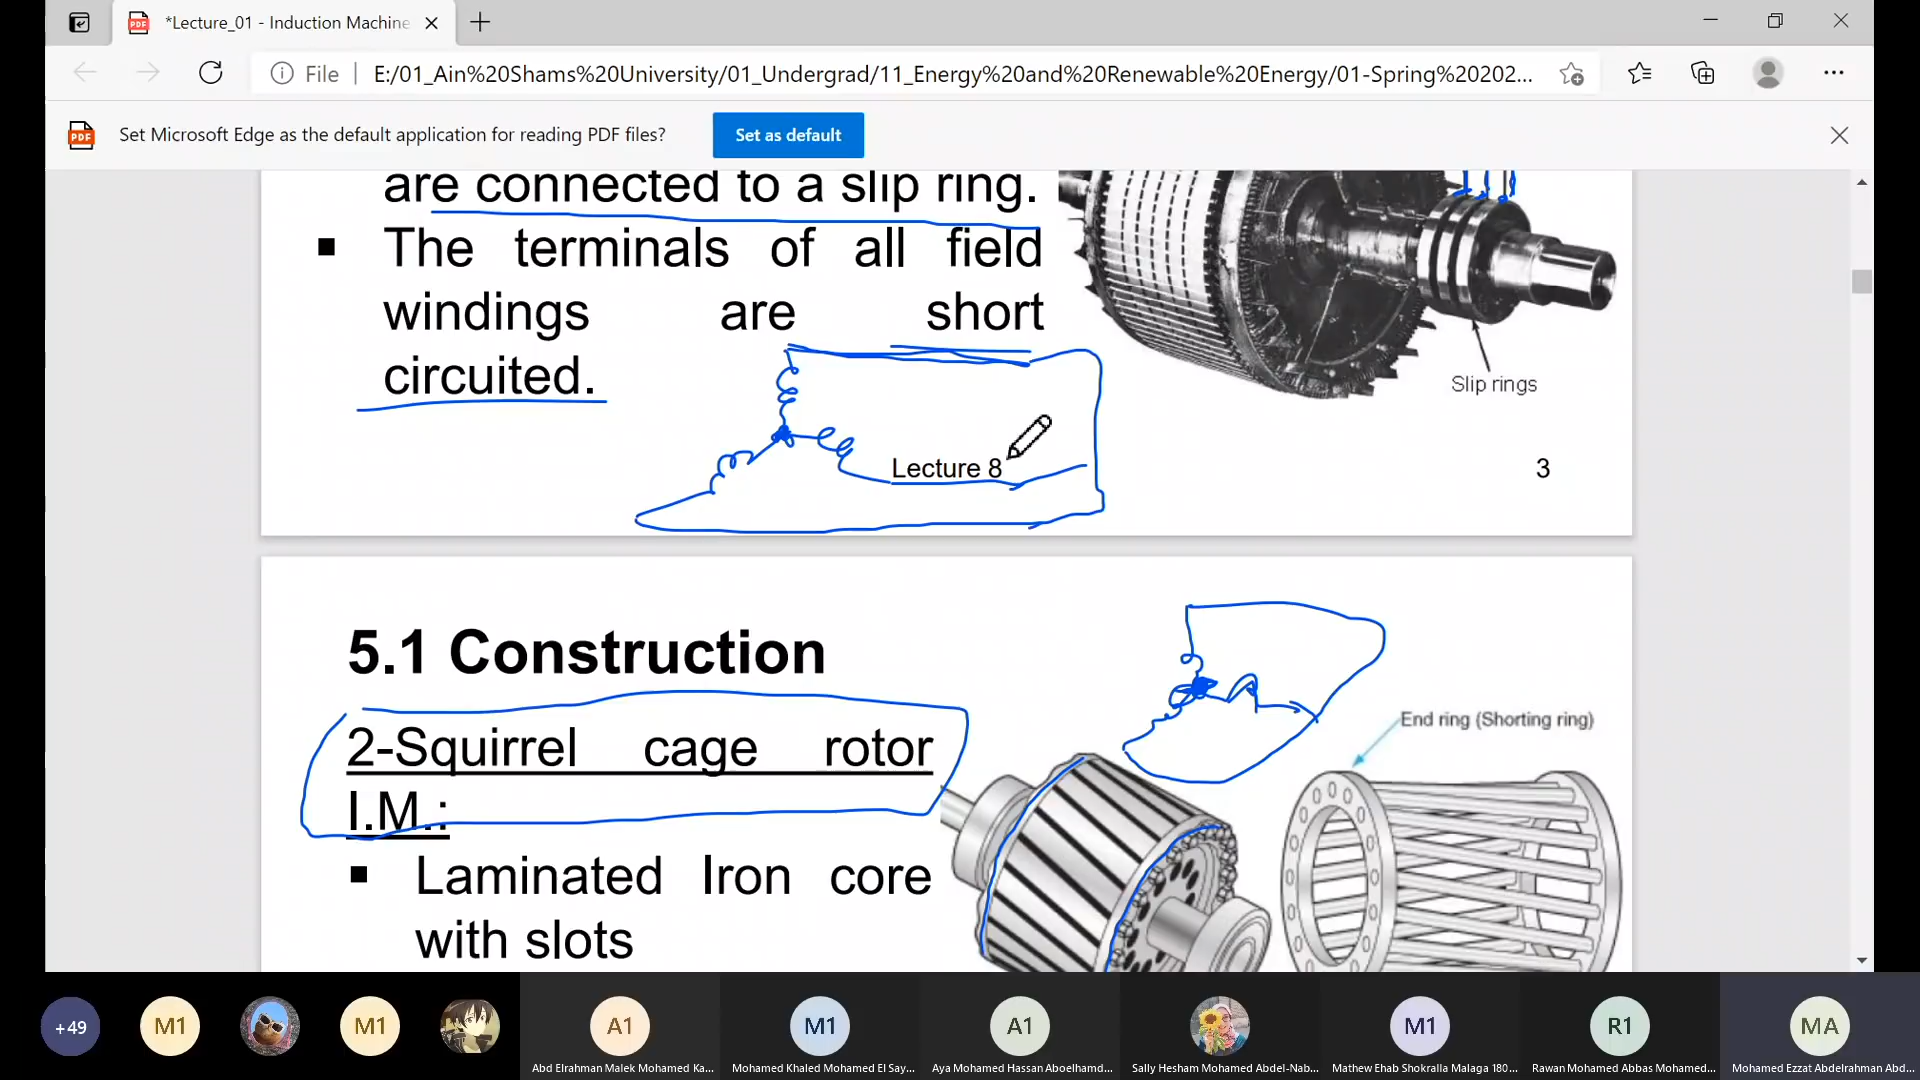 *Lecture_01 - Induction Machine
File
E:/01_Ain%20Shams%20University/01_Undergrad/11_Energy%20and%20Renewable%20Energy/01-Spring%20202...
PDF
Set Microsoft Edge as the default application for reading PDF files?
Set as default
are connected to a slip ring.
▪ The terminals of all field
windings are short
circuited.
Slip rings
Lecture 8
3
5.1 Construction
2-Squirrel cage rotor
I.M.:
End ring (Shorting ring)
▪ Laminated Iron core
with slots
+49
M1
M1
A1
M1
A1
M1
R1
MA
Abd Elrahman Malek Mohamed Ka...
Mohamed Khaled Mohamed El Say...
Aya Mohamed Hassan Aboelhamd...
Sally Hesham Mohamed Abdel-Nab...
Mathew Ehab Shokralla Malaga 180...
Rawan Mohamed Abbas Mohamed...
Mohamed Ezzat Abdelrahman Abd...